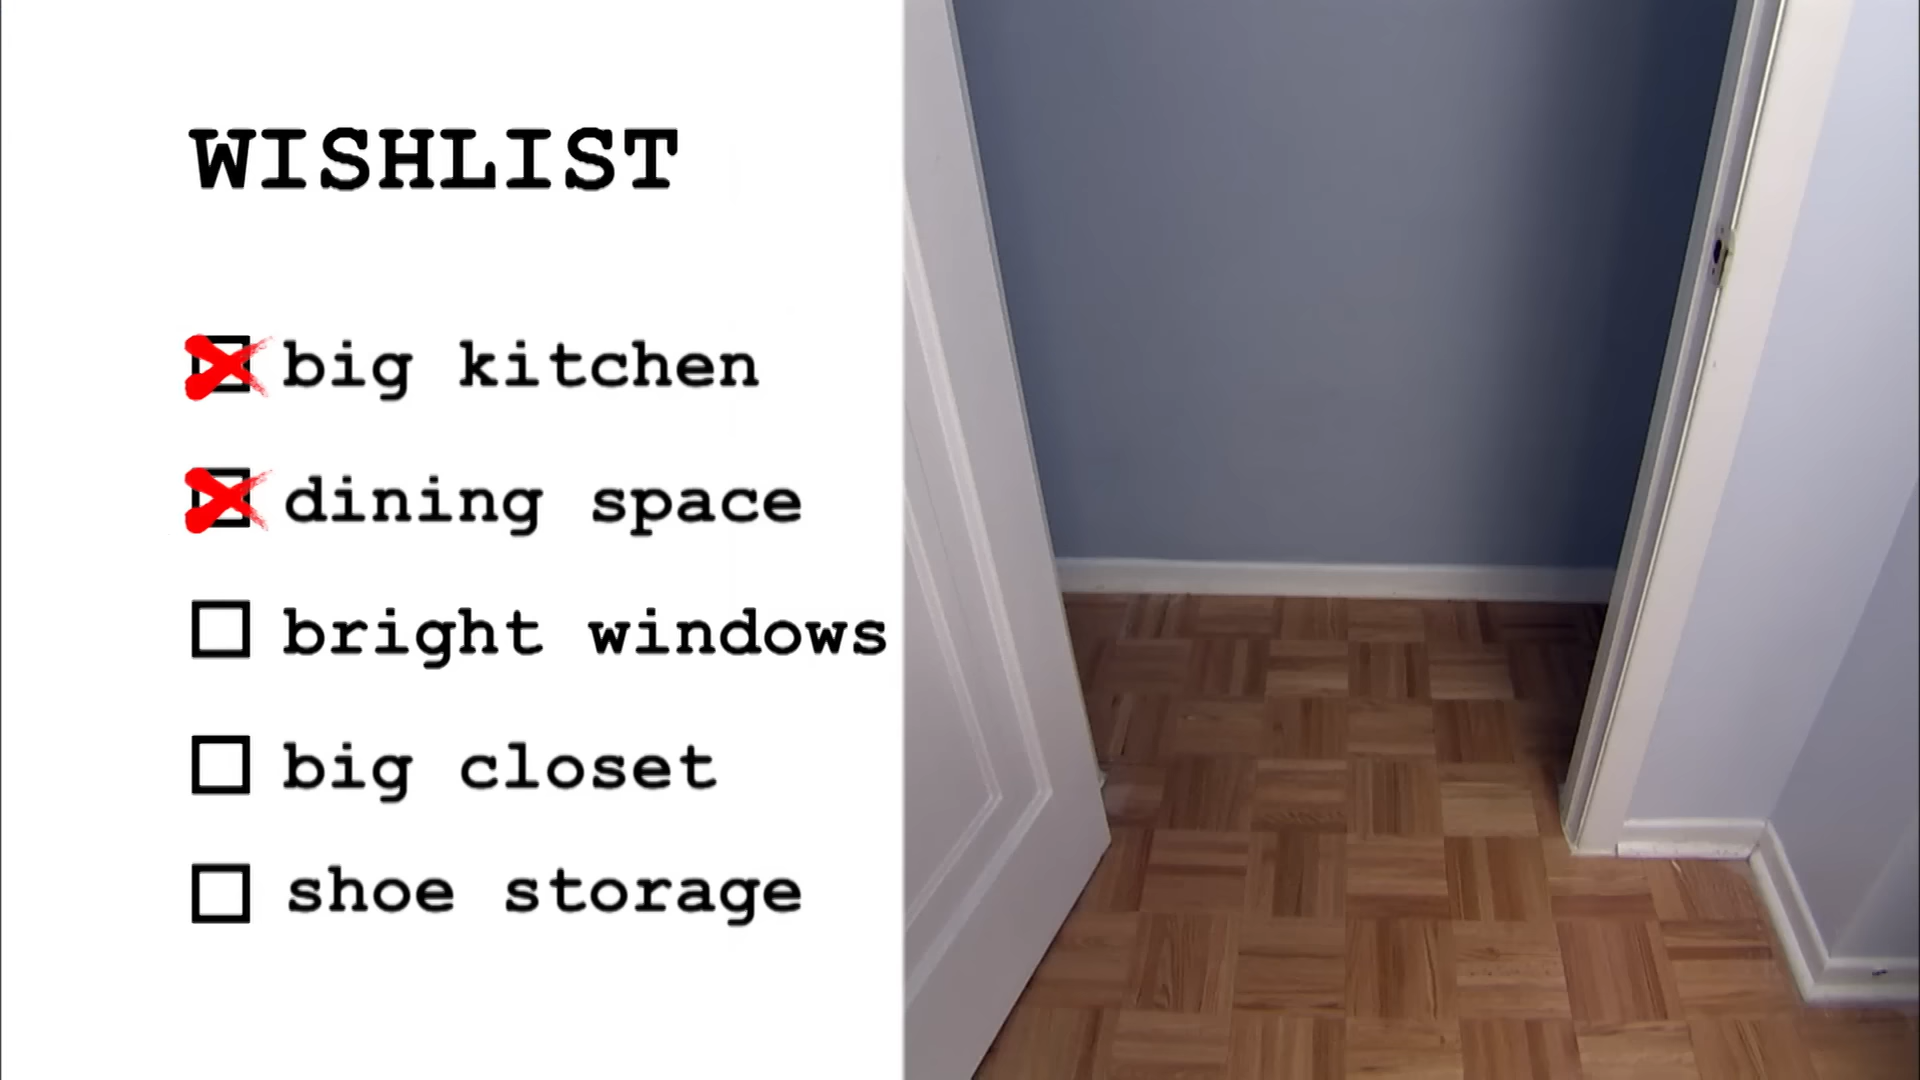 WISHLIST
big kitchen
dining space
bright windows
big closet
shoe storage